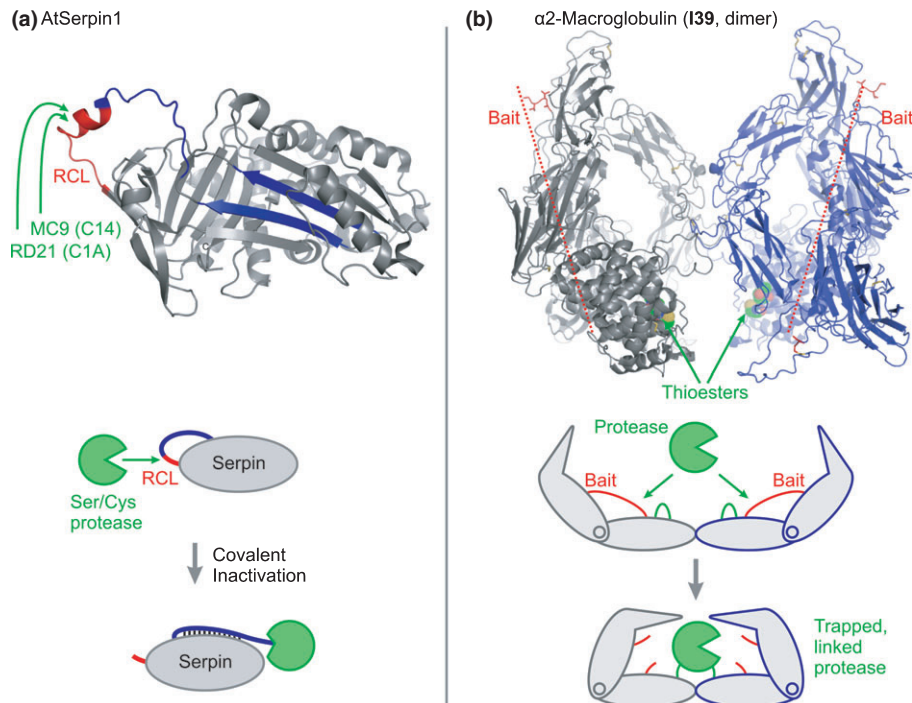 (a) AtSerpin1
RCL
MC9 (C14)
RD21 (C1A)
Ser/Cys
protease
RCL
Serpin
Covalent
Inactivation
Serpin
(b) α2-Macroglobulin (I39, dimer)
Bait
Bait
Thioesters
Protease
Bait
Bait
Trapped,
linked
protease